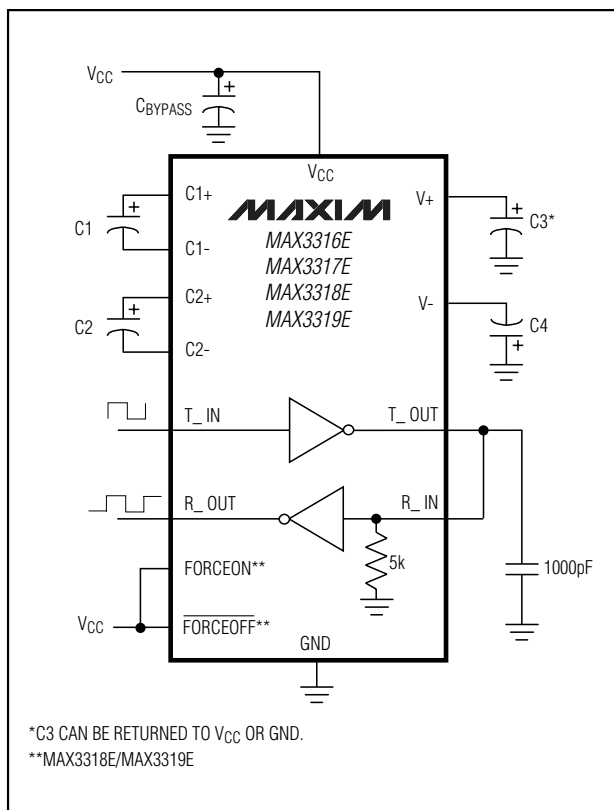 VCC
CBYPASS
+
VCC
C1+
+
C1
C1-
C2+
+
C2
C2-
MAXIM
MAX3316E
MAX3317E
MAX3318E
MAX3319E
V+
+
C3*
V-
C4
+
T_ IN
T_ OUT
R_ OUT
R_ IN
5k
1000pF
FORCEON**
VCC
FORCEOFF**
GND
*C3 CAN BE RETURNED TO VCC OR GND.
**MAX3318E/MAX3319E